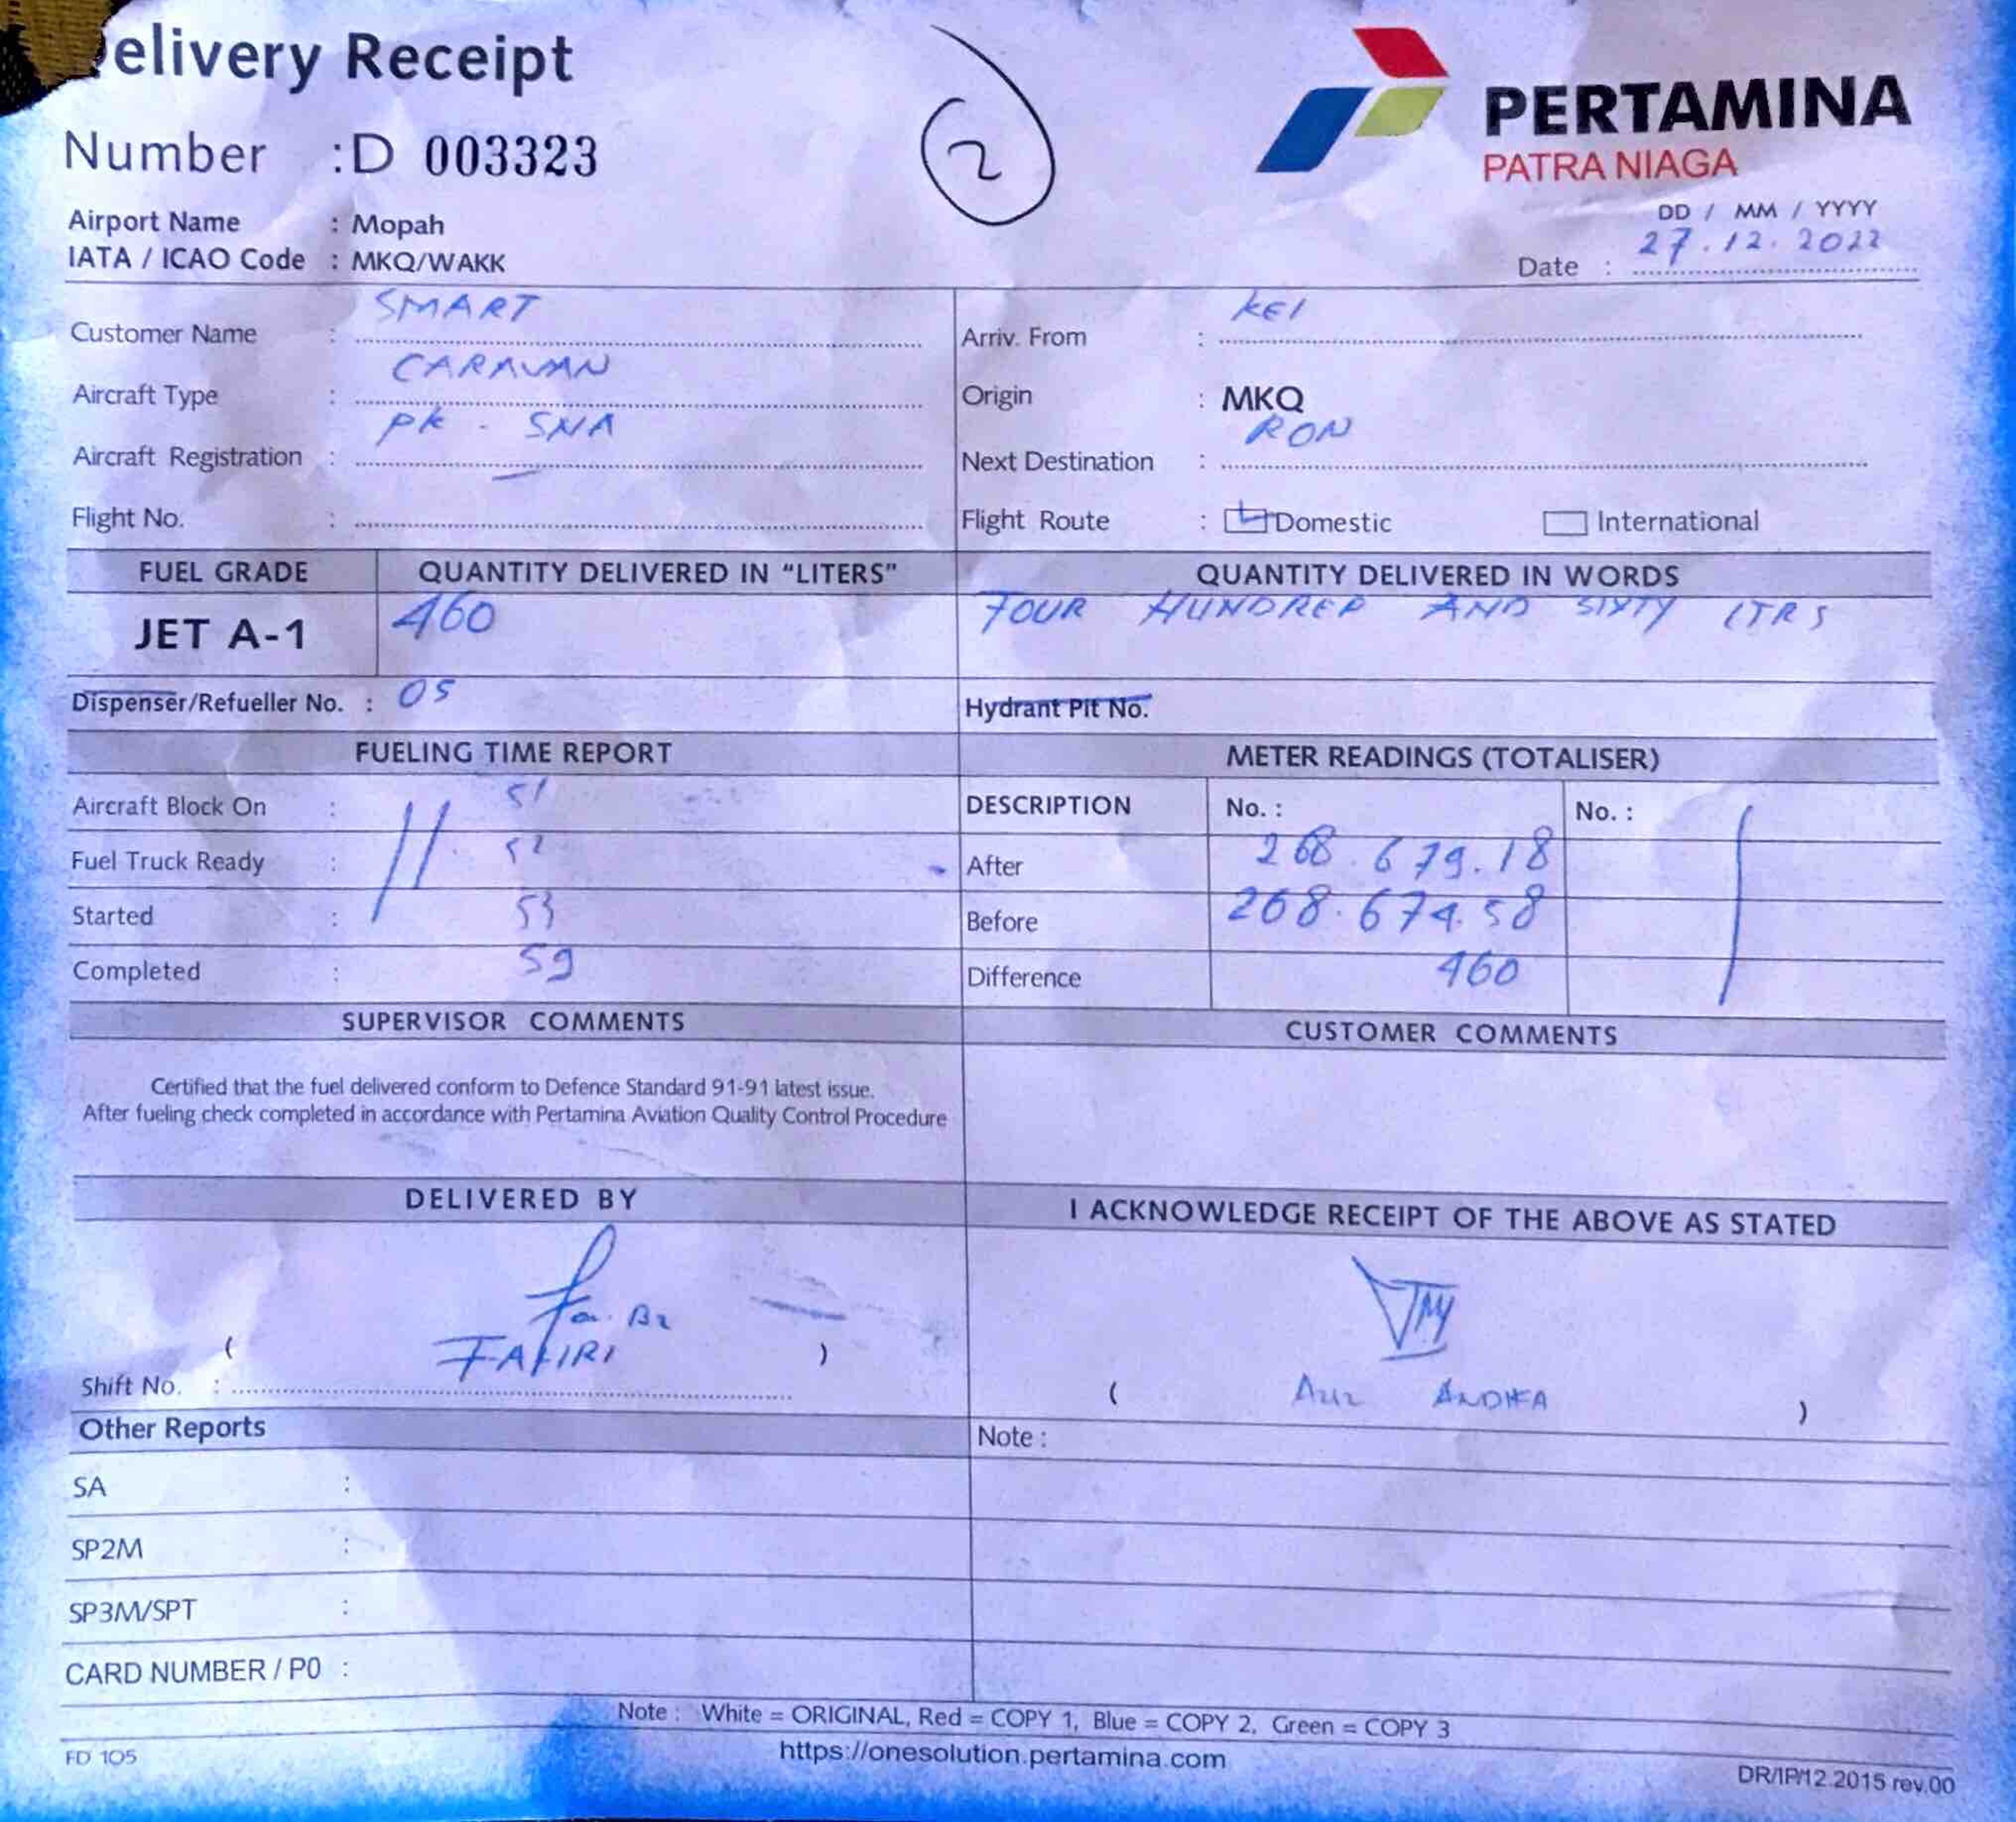 elivery Receipt
2
PERTAMINA
PATRA NIAGA
Number : D 003323
Airport Name : Mopah
IATA / ICAO Code : MKQ/WAKK
DD / MM / YYYY
Date : 27.12.2022
Customer Name : SMART
Arriv. From : KEI
Aircraft Type : CARAVAN
Origin : MKQ
Aircraft Registration : PK - SNA
Next Destination : RON
Flight No. :
Flight Route : Domestic International
FUEL GRADE QUANTITY DELIVERED IN “LITERS” QUANTITY DELIVERED IN WORDS
JET A-1 460 FOUR HUNDRED AND SIXTY LTRS
Dispenser/Refueller No. : 05 Hydrant Pit No.
FUELING TIME REPORT METER READINGS (TOTALISER)
Aircraft Block On : 51 DESCRIPTION No. : No. :
Fuel Truck Ready : 52 After 268.679.18
Started : 53 Before 268.674.58
Completed : 59 Difference 460
SUPERVISOR COMMENTS CUSTOMER COMMENTS
Certified that the fuel delivered conform to Defence Standard 91-91 latest issue.
After fueling check completed in accordance with Pertamina Aviation Quality Control Procedure
DELIVERED BY I ACKNOWLEDGE RECEIPT OF THE ABOVE AS STATED
( )
Shift No. :
( )
Other Reports Note :
SA :
SP2M :
SP3M/SPT :
CARD NUMBER / P0 :
Note : White = ORIGINAL, Red = COPY 1, Blue = COPY 2, Green = COPY 3
FD 105 https://onesolution.pertamina.com DR/IP/12.2015 rev.00